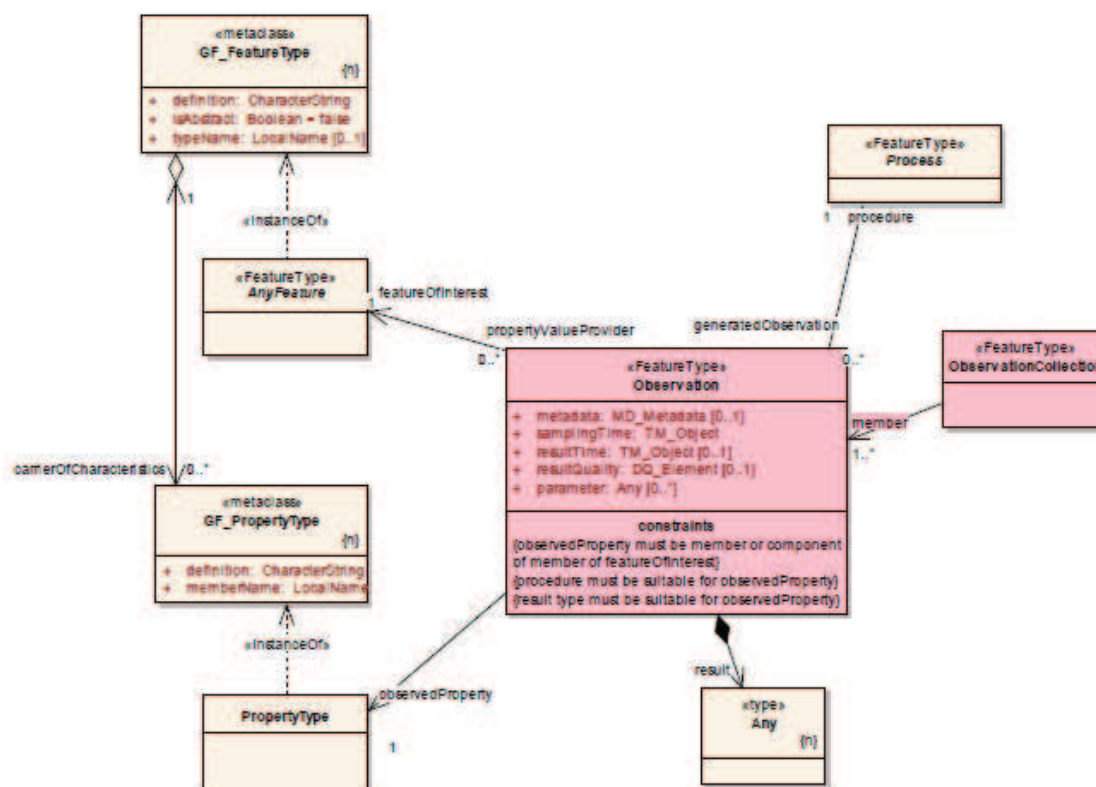 «metaclass»
GF_FeatureType
{n}
+ definition: CharacterString
+ isAbstract: Boolean = false
+ typeName: LocalName [0..1]
1
«InstanceOf»
«FeatureType»
AnyFeature
«FeatureType»
Process
1 procedure
featureOfInterest
1
propertyValueProvider
0..*
generatedObservation
0..*
«FeatureType»
Observation
+ metadata: MD_Metadata [0..1]
+ samplingTime: TM_Object
+ resultTime: TM_Object [0..1]
+ resultQuality: DQ_Element [0..1]
+ parameter: Any [0..*]
constraints
{observedProperty must be member or component
of member of featureOfInterest}
{procedure must be suitable for observedProperty}
{result type must be suitable for observedProperty}
«FeatureType»
ObservationCollection
member
1..*
carrierOfCharacteristics
0..*
«metaclass»
GF_PropertyType
{n}
+ definition: CharacterString
+ memberName: LocalName
«InstanceOf»
PropertyType
observedProperty
1
result
«type»
Any
{n}